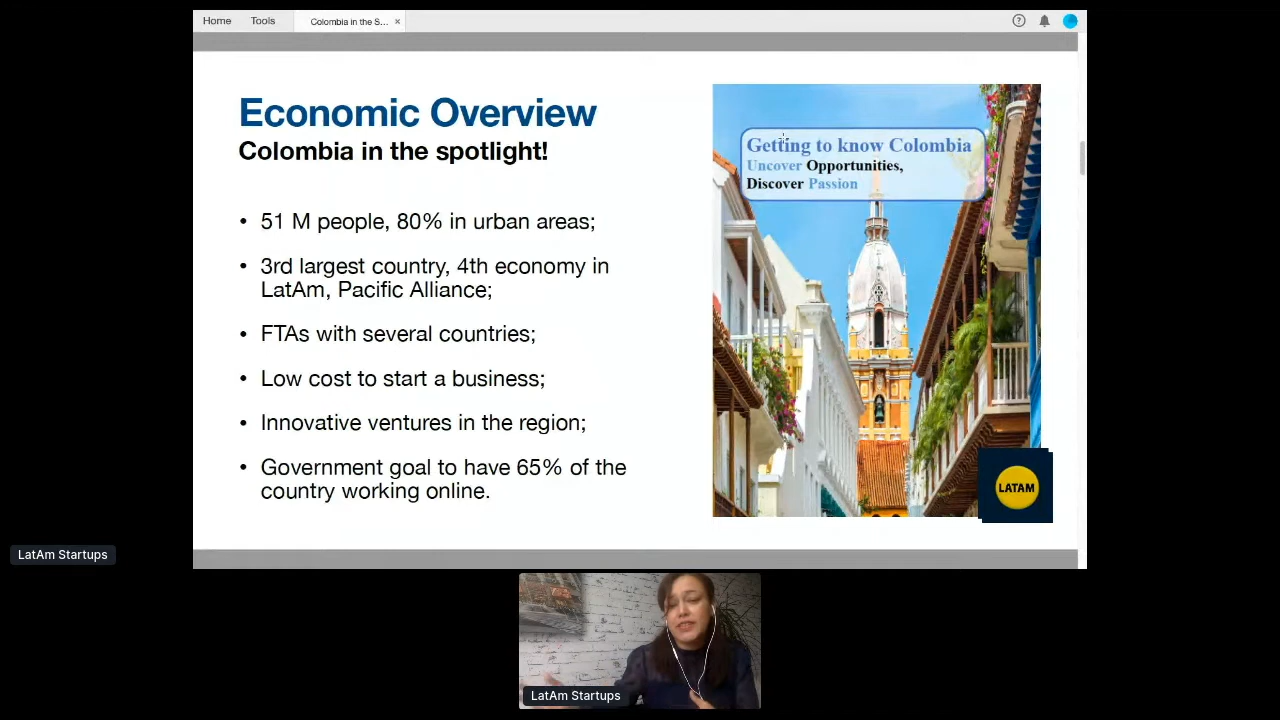 Home Tools Colombia in the S... ×
Economic Overview
Colombia in the spotlight!
Getting to know Colombia
Uncover Opportunities,
Discover Passion
• 51 M people, 80% in urban areas;
• 3rd largest country, 4th economy in
LatAm, Pacific Alliance;
• FTAs with several countries;
• Low cost to start a business;
• Innovative ventures in the region;
• Government goal to have 65% of the
country working online.
LATAM
LatAm Startups
LatAm Startups